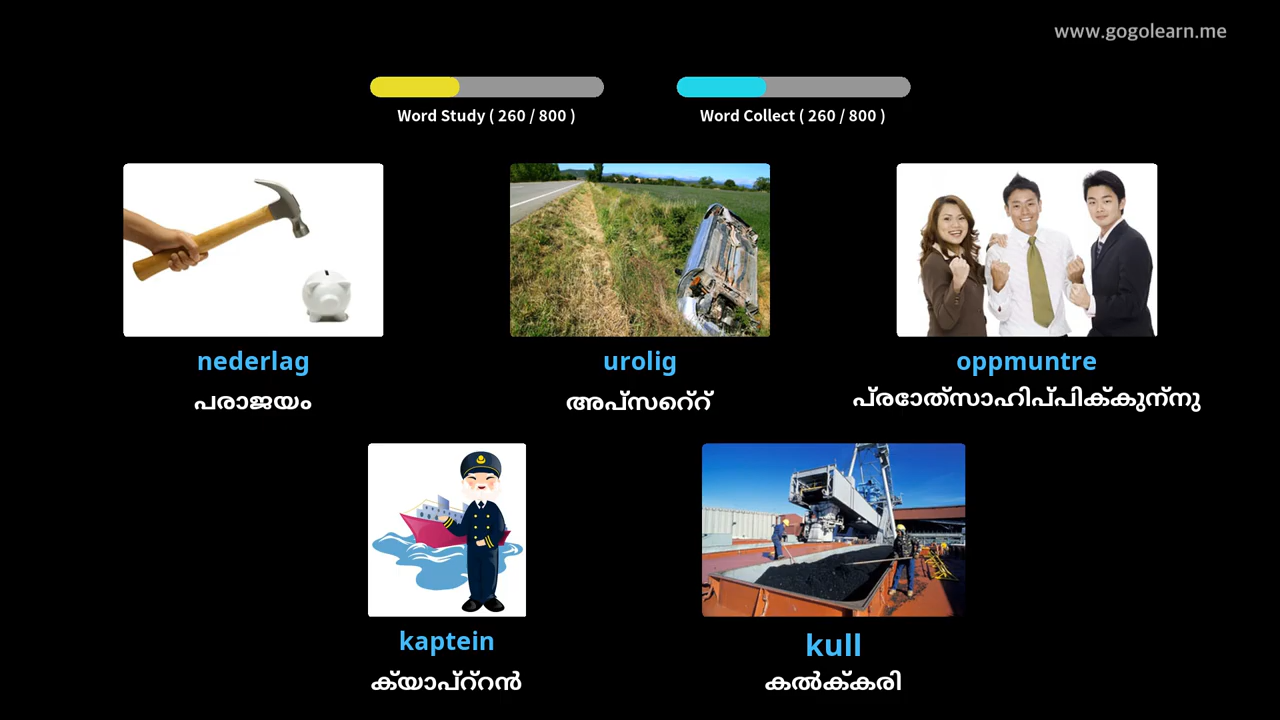 www.gogolearn.me
Word Study ( 260 / 800 )
Word Collect ( 260 / 800 )
nederlag
urolig
oppmuntre
പരാജയം
അപ്സറ്റെറ്
പ്രോത്സാഹിപ്പിക്കുന്നു
kaptein
kull
ക്യാപ്റ്റൻ
കൽക്കരി